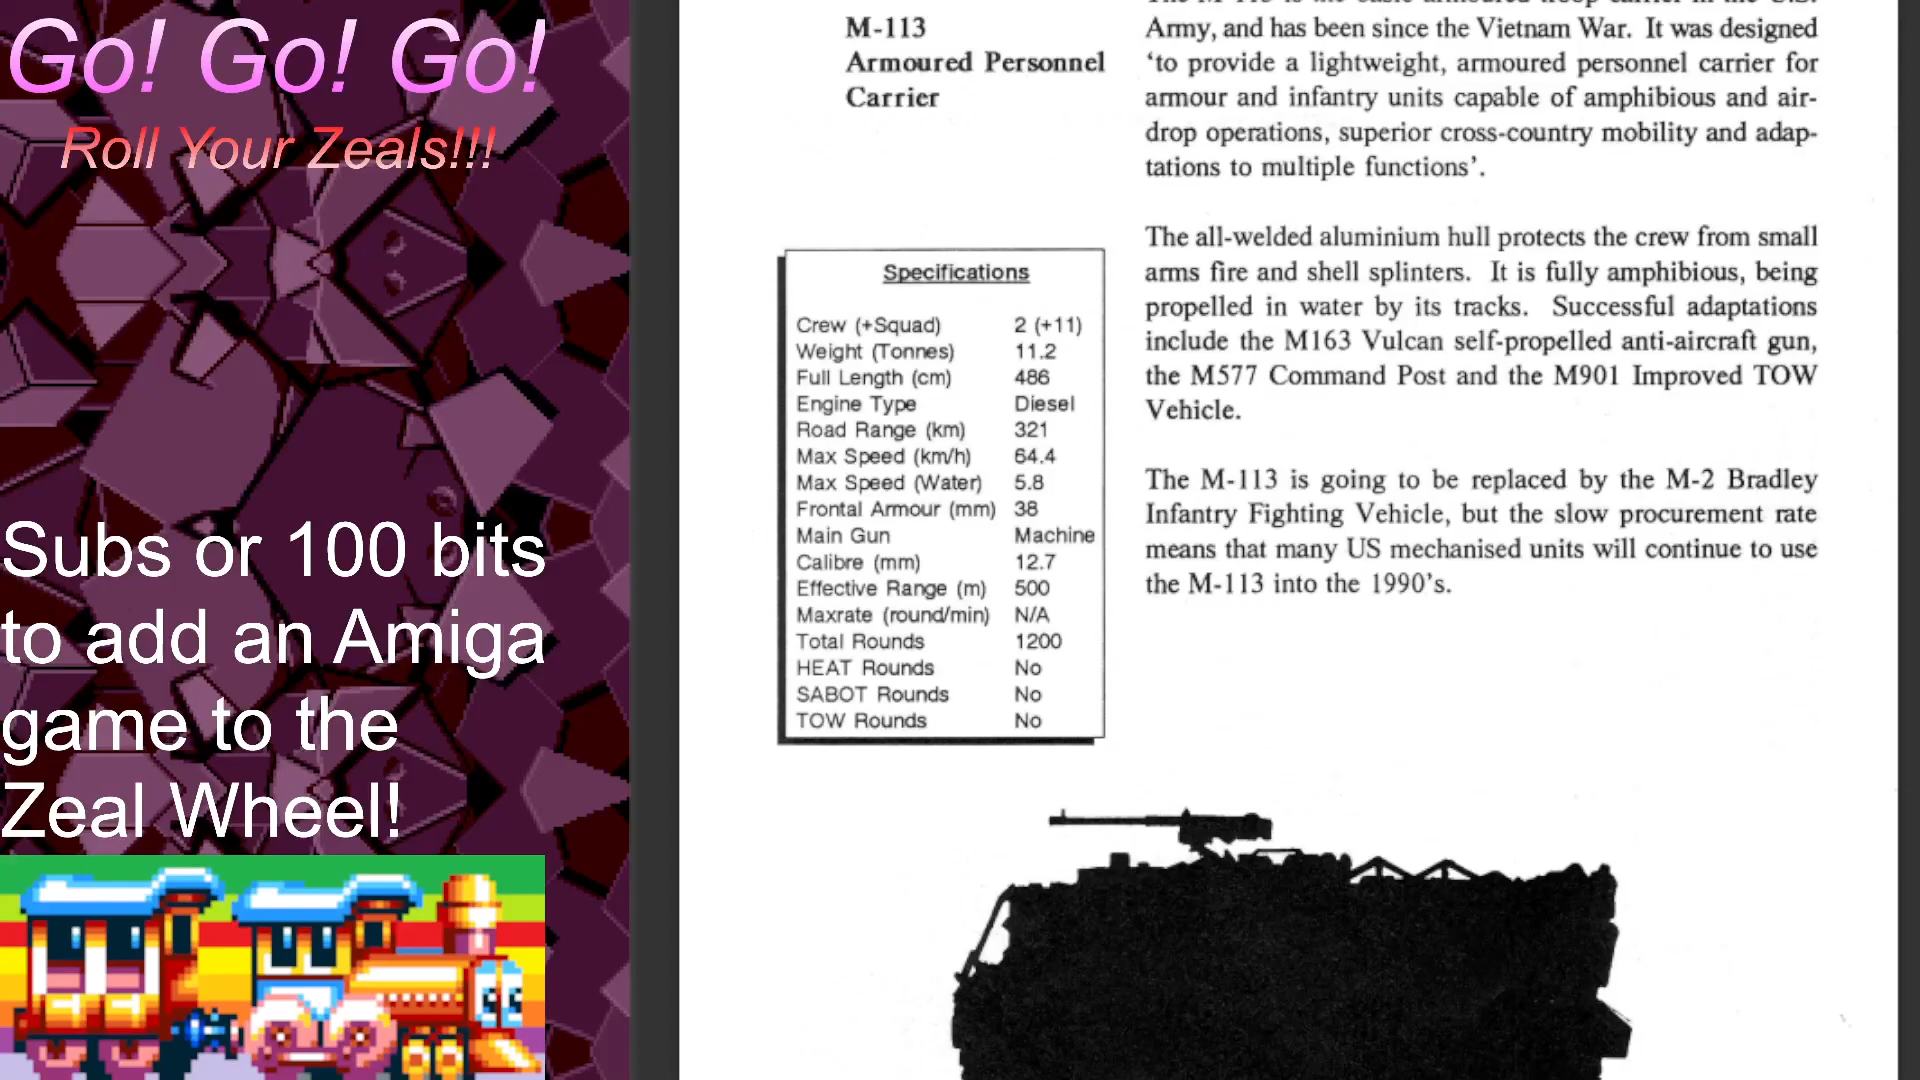 Go! Go! Go!
Roll Your Zeals!!!
Subs or 100 bits
to add an Amiga
game to the
Zeal Wheel!
M-113
Armoured Personnel
Carrier
Army, and has been since the Vietnam War. It was designed
‘to provide a lightweight, armoured personnel carrier for
armour and infantry units capable of amphibious and air-
drop operations, superior cross-country mobility and adap-
tations to multiple functions’.
The all-welded aluminium hull protects the crew from small
arms fire and shell splinters. It is fully amphibious, being
propelled in water by its tracks. Successful adaptations
include the M163 Vulcan self-propelled anti-aircraft gun,
the M577 Command Post and the M901 Improved TOW
Vehicle.
The M-113 is going to be replaced by the M-2 Bradley
Infantry Fighting Vehicle, but the slow procurement rate
means that many US mechanised units will continue to use
the M-113 into the 1990’s.
Specifications
Crew (+Squad) 2 (+11)
Weight (Tonnes) 11.2
Full Length (cm) 486
Engine Type Diesel
Road Range (km) 321
Max Speed (km/h) 64.4
Max Speed (Water) 5.8
Frontal Armour (mm) 38
Main Gun Machine
Calibre (mm) 12.7
Effective Range (m) 500
Maxrate (round/min) N/A
Total Rounds 1200
HEAT Rounds No
SABOT Rounds No
TOW Rounds No